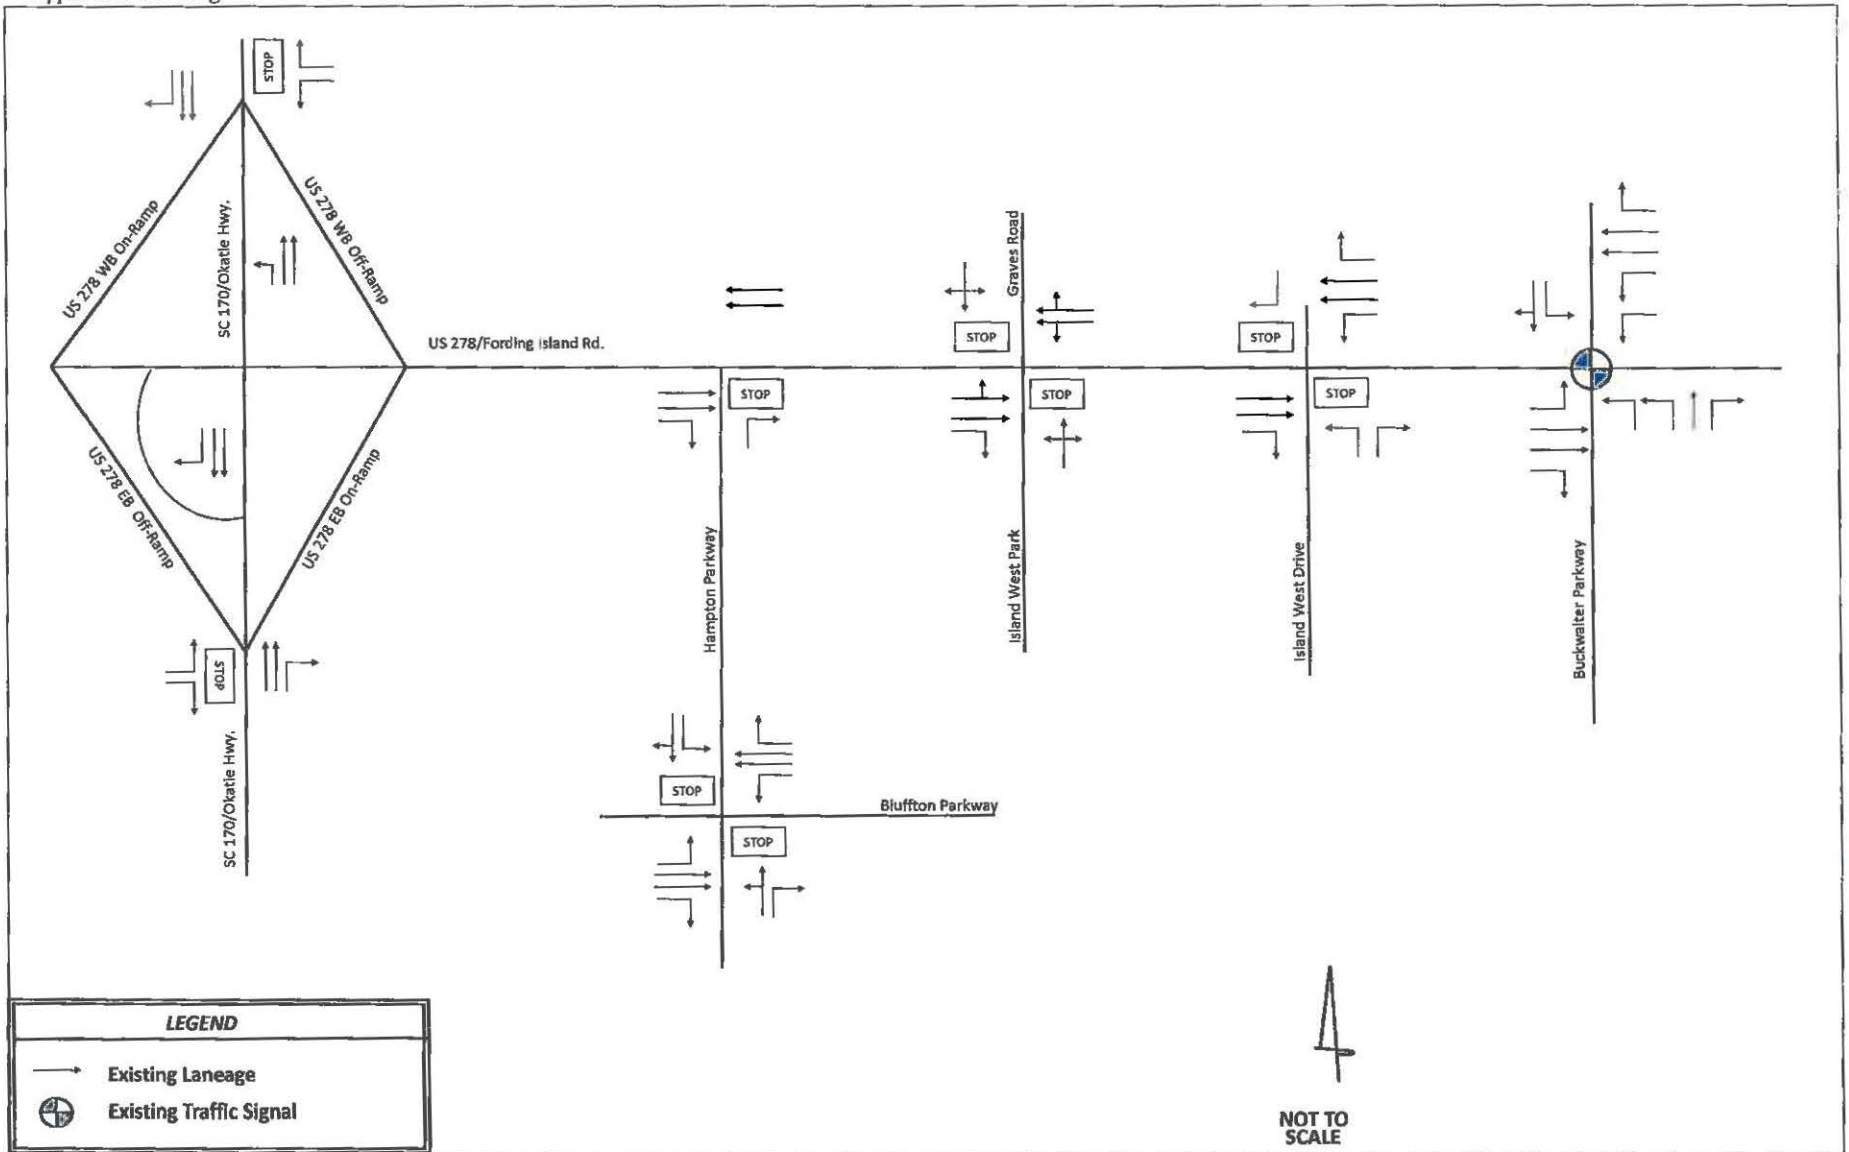 STOP
US 278 WB On-Ramp
SC 170/Okatie Hwy.
US 278 WB Off-Ramp
US 278/Fording Island Rd.
Graves Road
STOP
STOP
STOP
STOP
STOP
US 278 EB Off-Ramp
US 278 EB On-Ramp
Hampton Parkway
Island West Park
Island West Drive
Buckwalter Parkway
STOP
SC 170/Okatie Hwy.
STOP
Bluffton Parkway
STOP
LEGEND
Existing Laneage
Existing Traffic Signal
NOT TO
SCALE